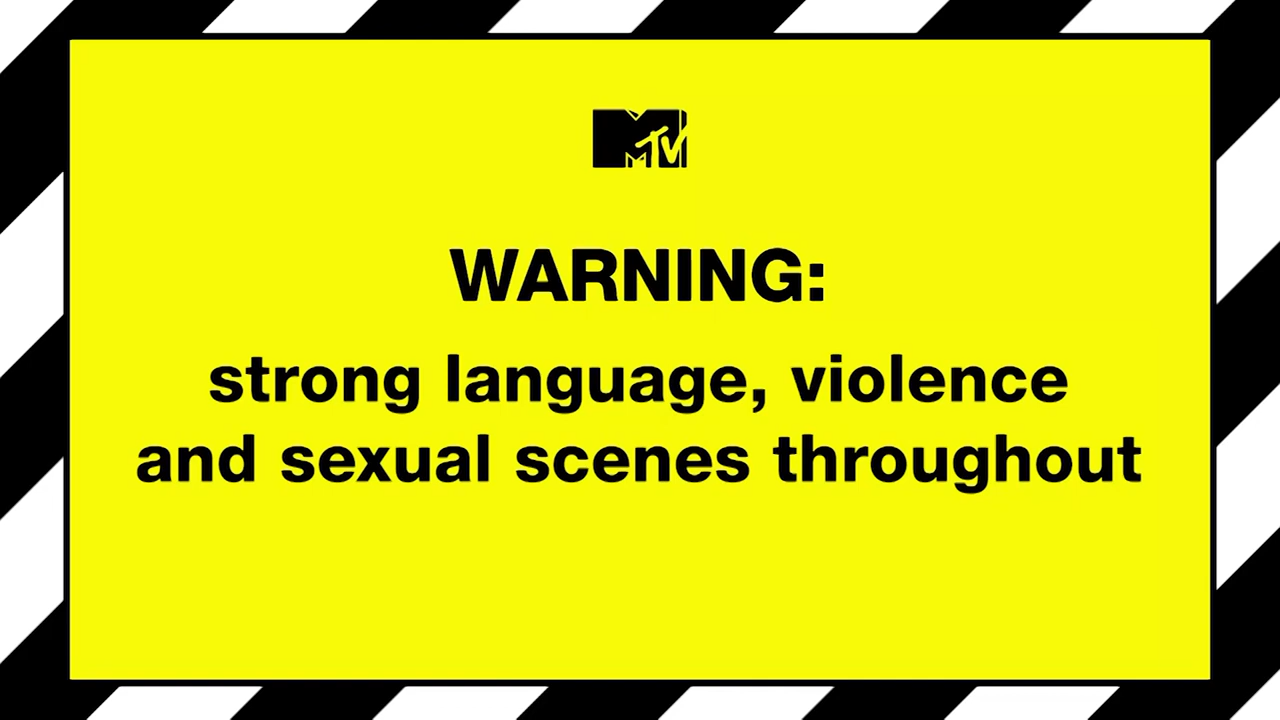 MTV
WARNING:
strong language, violence
and sexual scenes throughout